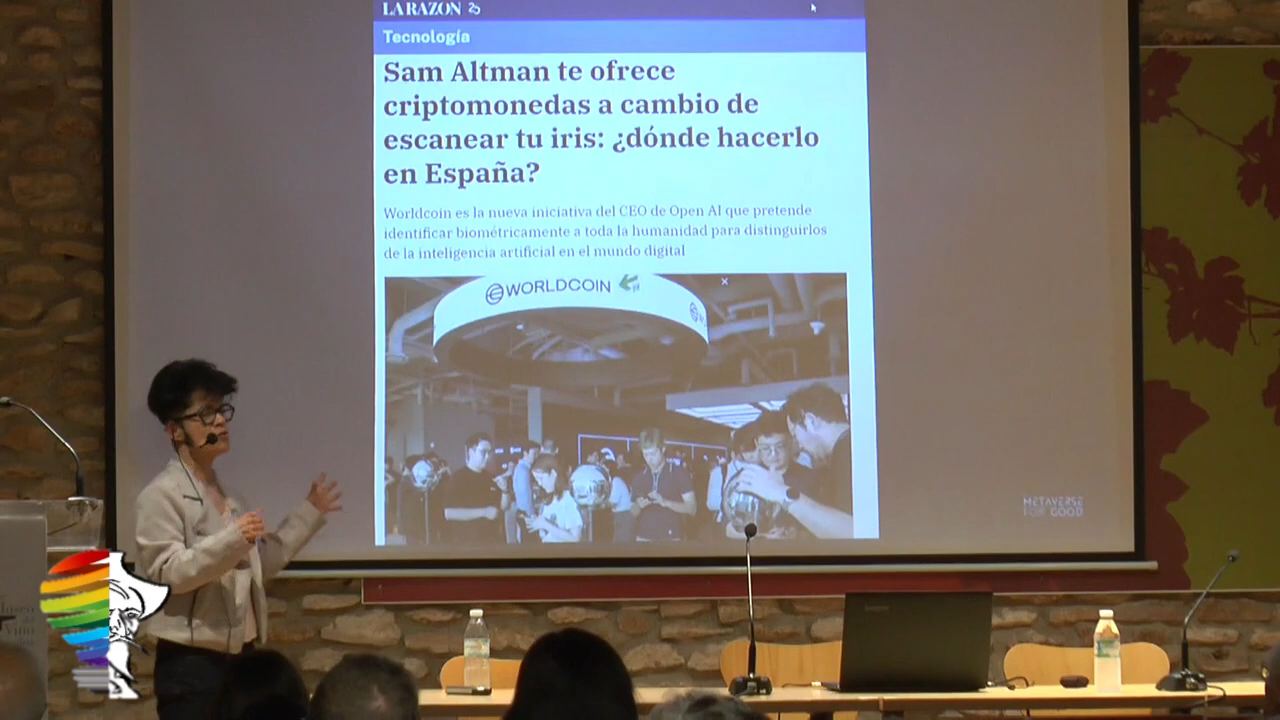 LA RAZON 25
Tecnología
Sam Altman te ofrece
criptomonedas a cambio de
escanear tu iris: ¿dónde hacerlo
en España?
Worldcoin es la nueva iniciativa del CEO de Open AI que pretende
identificar biométricamente a toda la humanidad para distinguirlos
de la inteligencia artificial en el mundo digital
WORLDCOIN
METAVERSE
FOR GOOD